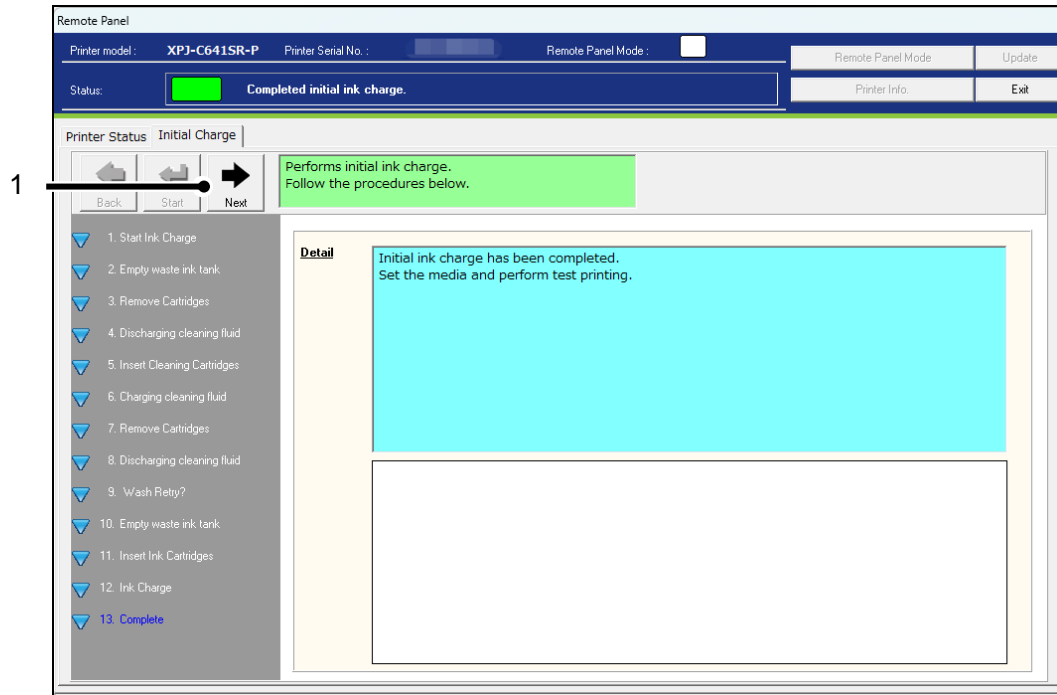 Remote Panel
Printer model : XPJ-C641SR-P Printer Serial No. : Remote Panel Mode :
Remote Panel Mode Update
Status: Completed initial ink charge.
Printer Info. Exit
Printer Status Initial Charge
1
Back Start Next
Performs initial ink charge.
Follow the procedures below.
1. Start Ink Charge
2. Empty waste ink tank
3. Remove Cartridges
4. Discharging cleaning fluid
5. Insert Cleaning Cartridges
6. Charging cleaning fluid
7. Remove Cartridges
8. Discharging cleaning fluid
9. Wash Retry?
10. Empty waste ink tank
11. Insert Ink Cartridges
12. Ink Charge
13. Complete
Detail
Initial ink charge has been completed.
Set the media and perform test printing.